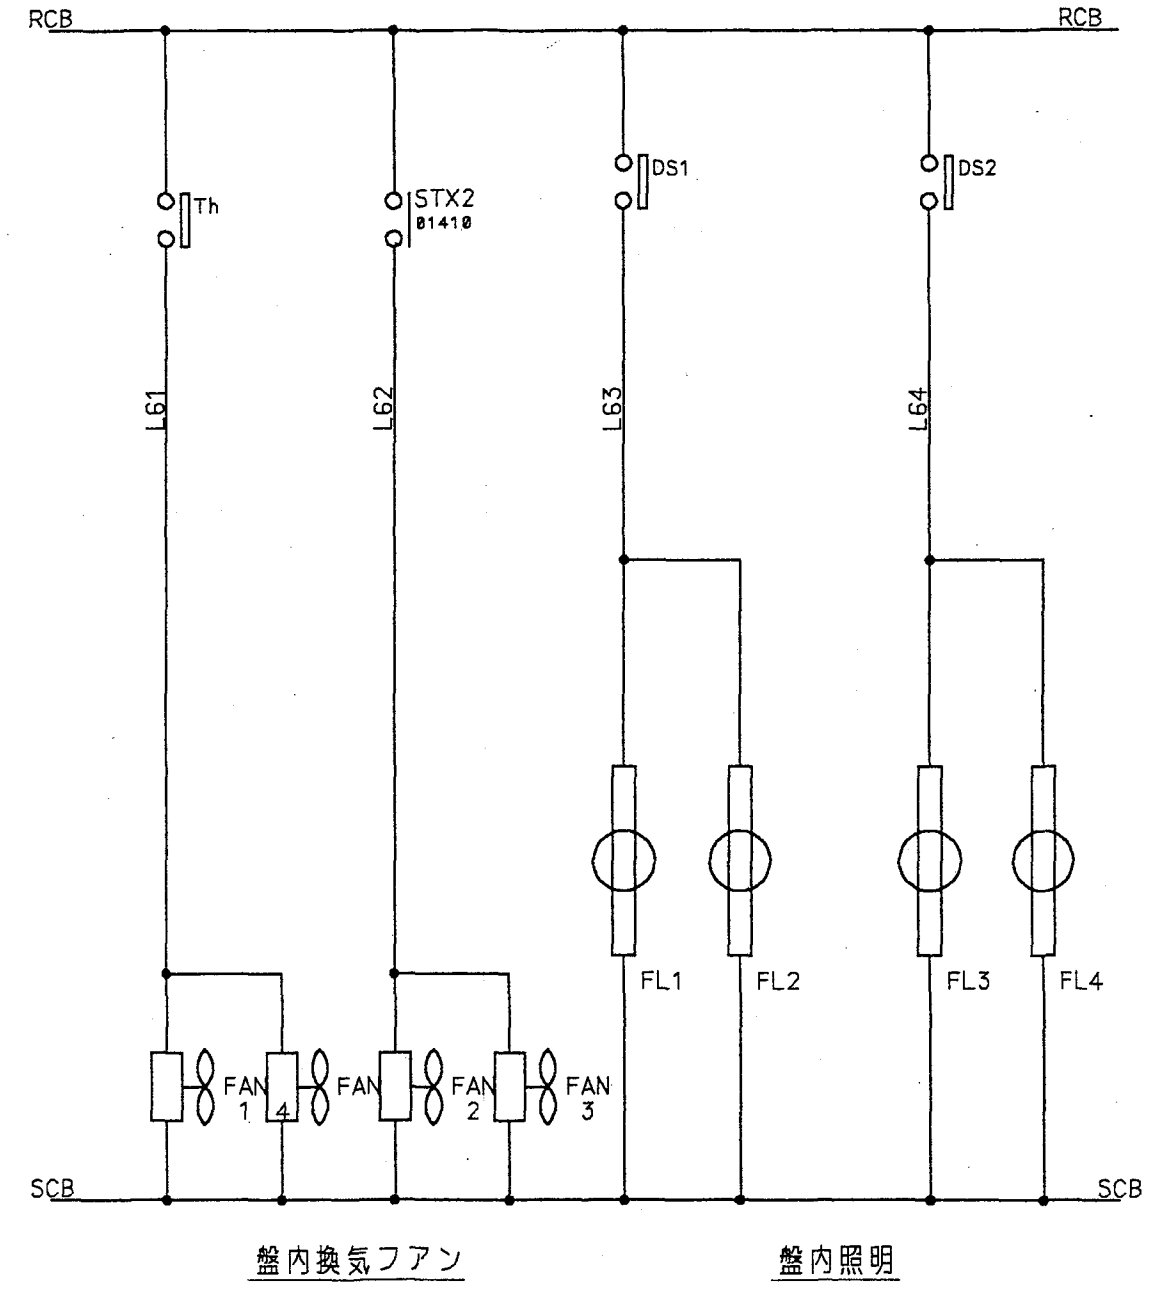 RCB
RCB
Th
STX2
01410
DS1
DS2
L61
L62
L63
L64
FL1
FL2
FL3
FL4
FAN
1
FAN
4
FAN
2
FAN
3
SCB
SCB
盤内換気フアン
盤内照明